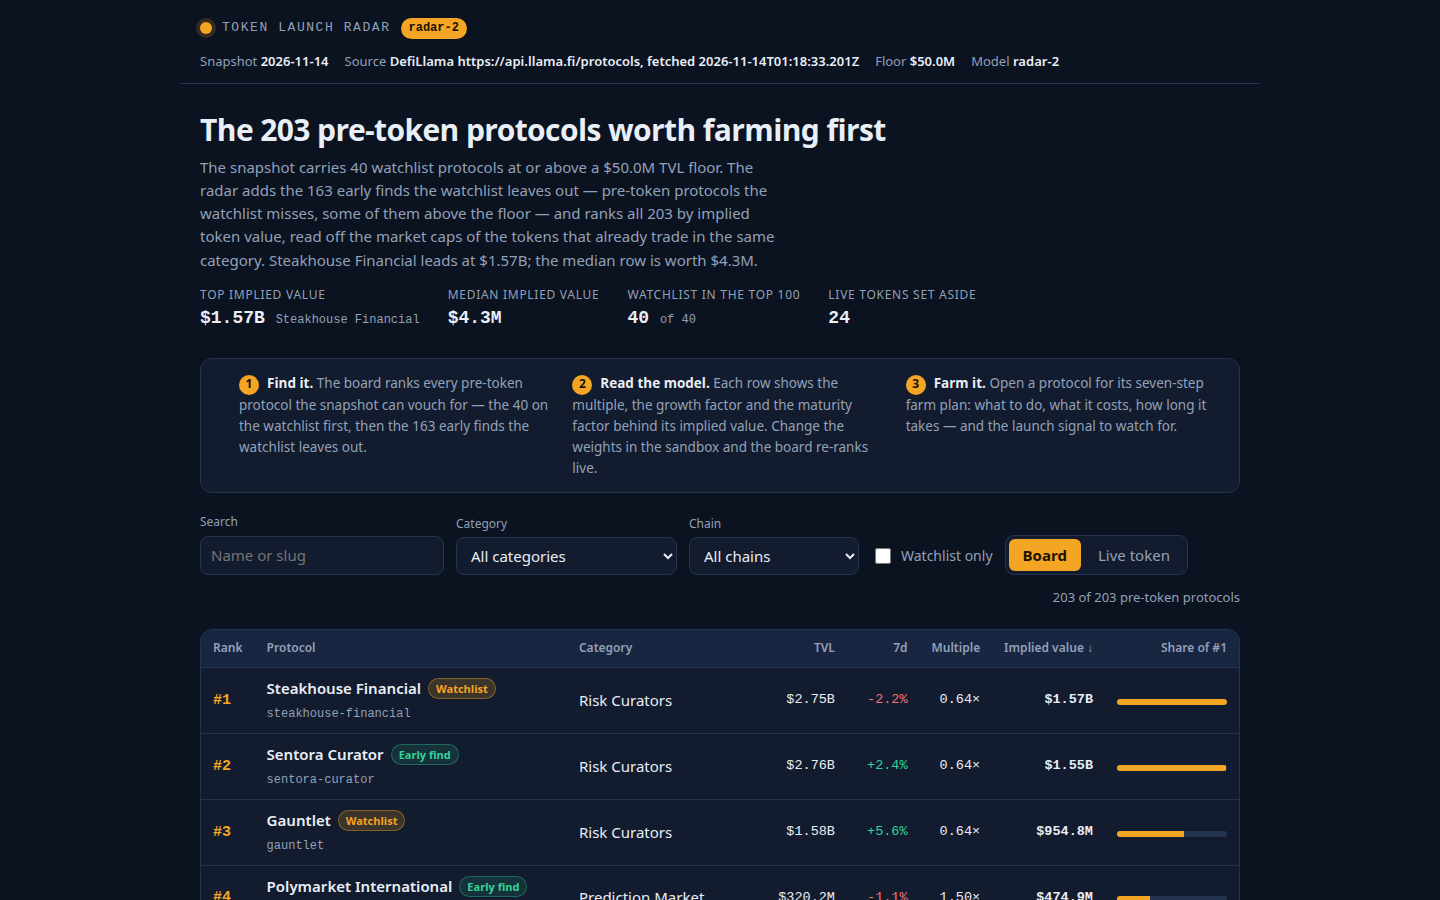 TOKEN LAUNCH RADAR radar-2
Snapshot 2026-11-14 Source DefiLlama https://api.llama.fi/protocols, fetched 2026-11-14T01:18:33.201Z Floor $50.0M Model radar-2
The 203 pre-token protocols worth farming first
The snapshot carries 40 watchlist protocols at or above a $50.0M TVL floor. The
radar adds the 163 early finds the watchlist leaves out — pre-token protocols the
watchlist misses, some of them above the floor — and ranks all 203 by implied
token value, read off the market caps of the tokens that already trade in the same
category. Steakhouse Financial leads at $1.57B; the median row is worth $4.3M.
TOP IMPLIED VALUE MEDIAN IMPLIED VALUE WATCHLIST IN THE TOP 100 LIVE TOKENS SET ASIDE
$1.57B Steakhouse Financial $4.3M 40 of 40 24
1 Find it. The board ranks every pre-token
protocol the snapshot can vouch for — the 40 on
the watchlist first, then the 163 early finds the
watchlist leaves out.
2 Read the model. Each row shows the
multiple, the growth factor and the maturity
factor behind its implied value. Change the
weights in the sandbox and the board re-ranks
live.
3 Farm it. Open a protocol for its seven-step
farm plan: what to do, what it costs, how long it
takes — and the launch signal to watch for.
Search Category Chain
Name or slug All categories All chains Watchlist only Board Live token
203 of 203 pre-token protocols
Rank Protocol Category TVL 7d Multiple Implied value ↓ Share of #1
#1 Steakhouse Financial Watchlist Risk Curators $2.75B -2.2% 0.64× $1.57B
steakhouse-financial
#2 Sentora Curator Early find Risk Curators $2.76B +2.4% 0.64× $1.55B
sentora-curator
#3 Gauntlet Watchlist Risk Curators $1.58B +5.6% 0.64× $954.8M
gauntlet
#4 Polymarket International Early find Prediction Market $320.2M -1.1% 1.50× $474.9M